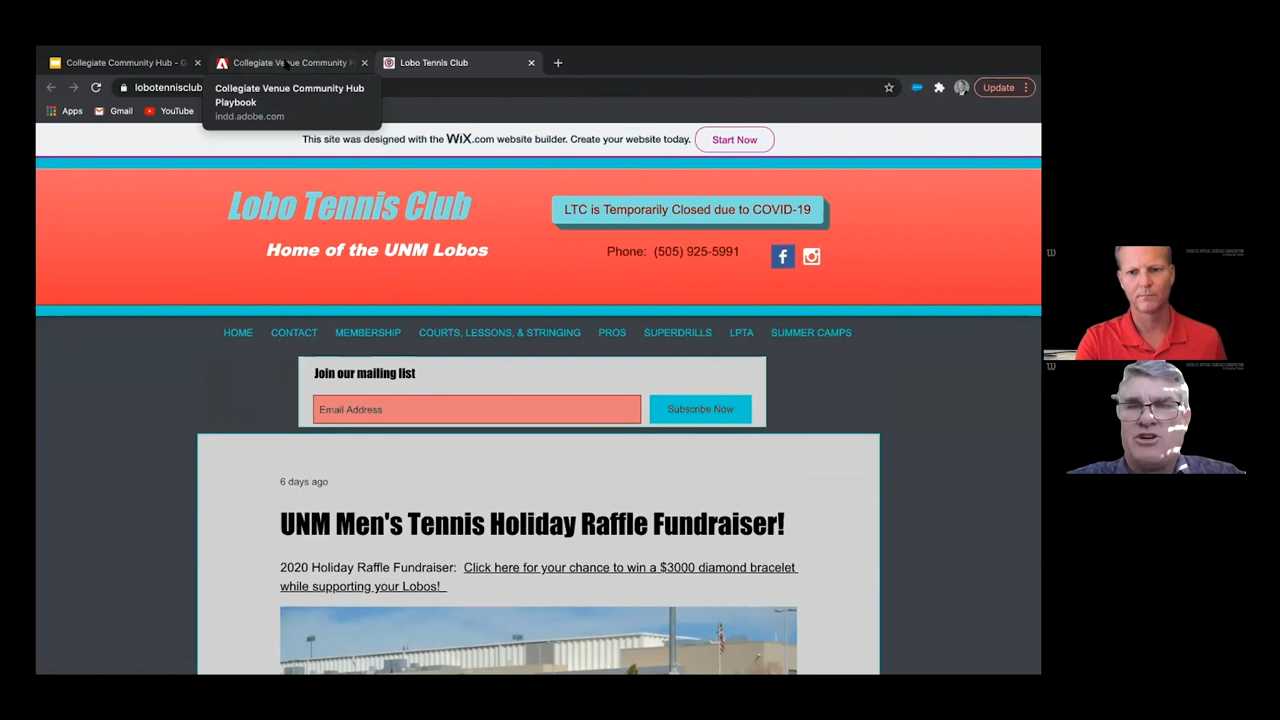 Collegiate Community Hub - G
Collegiate Venue Community H
Lobo Tennis Club
lobotennisclub
Update
Apps
Gmail
YouTube
Collegiate Venue Community Hub
Playbook
indd.adobe.com
This site was designed with the WiX.com website builder. Create your website today.
Start Now
Lobo Tennis Club
Home of the UNM Lobos
LTC is Temporarily Closed due to COVID-19
Phone: (505) 925-5991
HOME CONTACT MEMBERSHIP COURTS, LESSONS, & STRINGING PROS SUPERDRILLS LPTA SUMMER CAMPS
Join our mailing list
Email Address
Subscribe Now
6 days ago
UNM Men's Tennis Holiday Raffle Fundraiser!
2020 Holiday Raffle Fundraiser: Click here for your chance to win a $3000 diamond bracelet
while supporting your Lobos!